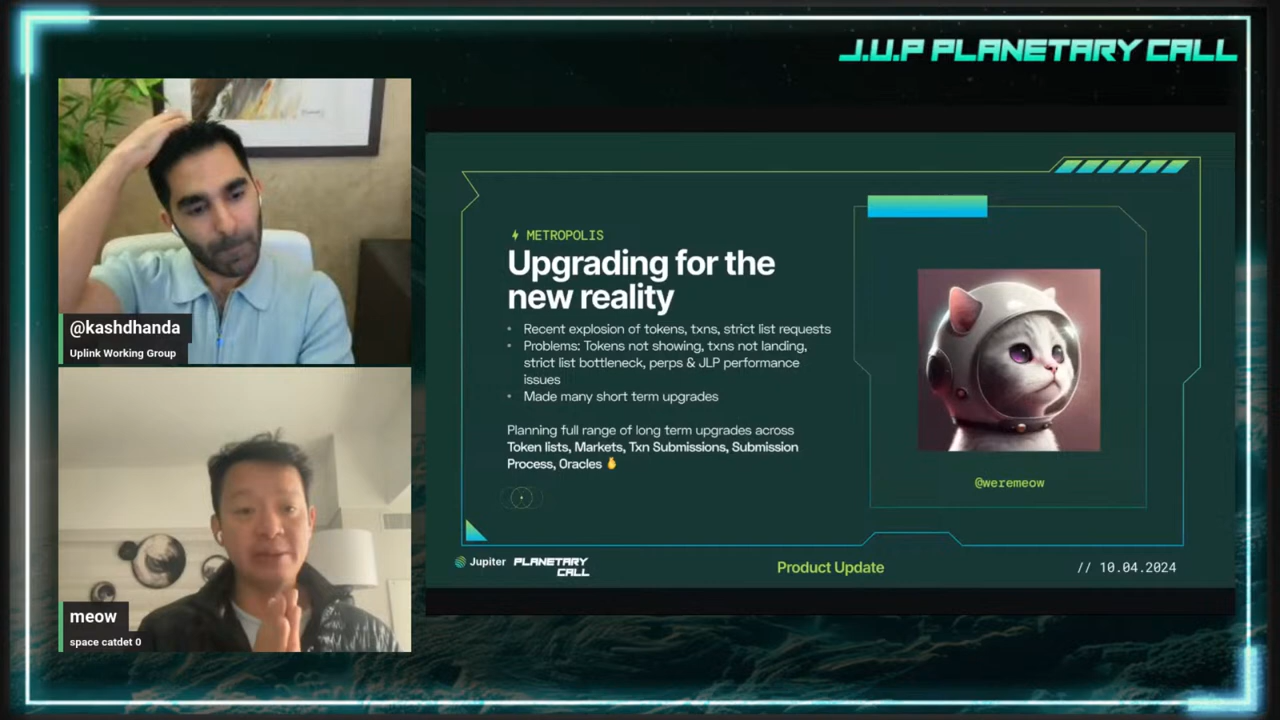 J.U.P PLANETARY CALL
@kashdhanda
Uplink Working Group
meow
space catdet 0
METROPOLIS
Upgrading for the
new reality
• Recent explosion of tokens, txns, strict list requests
• Problems: Tokens not showing, txns not landing,
strict list bottleneck, perps & JLP performance
issues
• Made many short term upgrades
Planning full range of long term upgrades across
Token lists, Markets, Txn Submissions, Submission
Process, Oracles
@weremeow
Jupiter PLANETARY
CALL
Product Update
// 10.04.2024